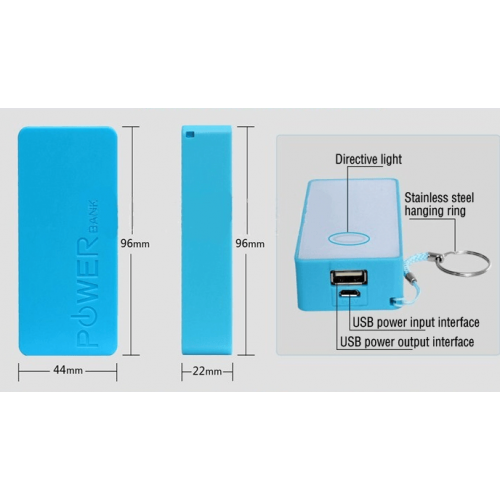 POWER
BANK
96mm
44mm
96mm
22mm
Directive light
Stainless steel
hanging ring
USB power input interface
USB power output interface